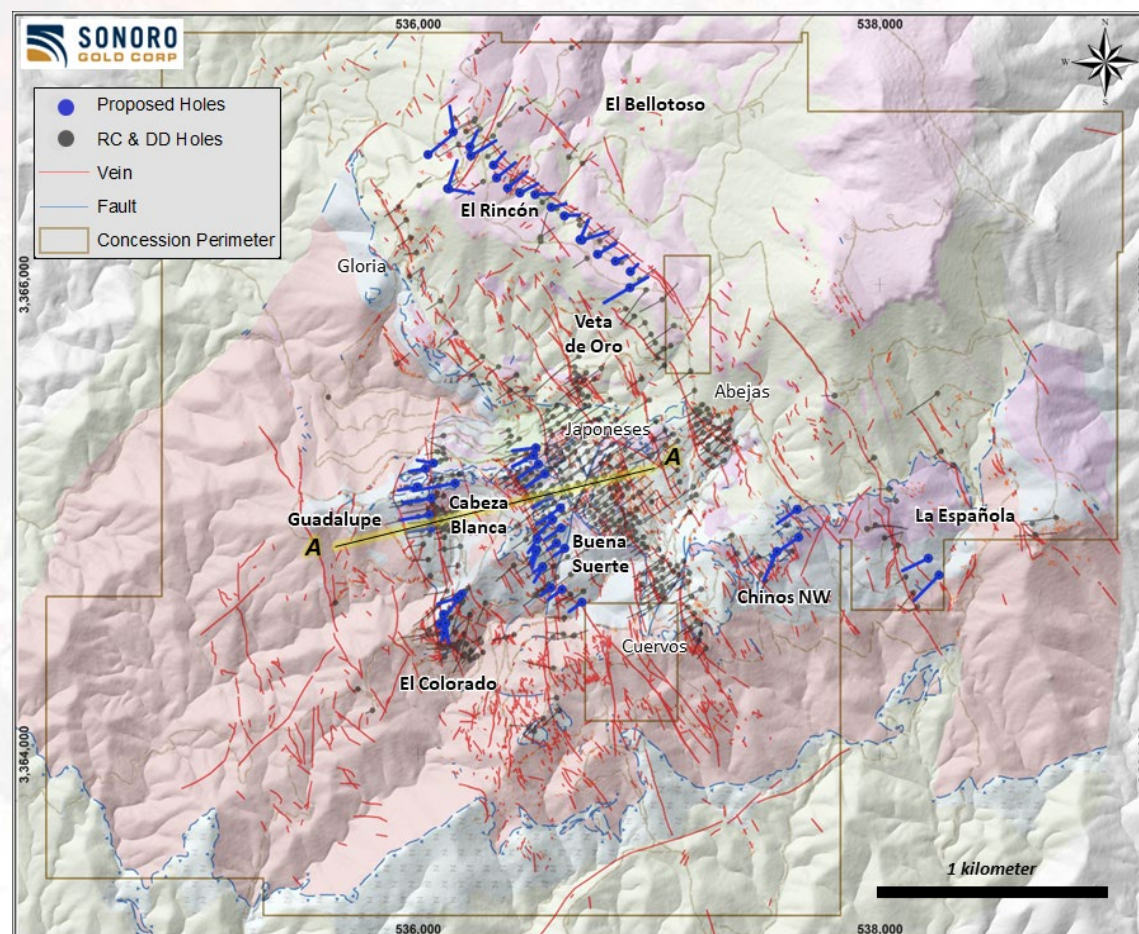 SONORO
GOLD CORP
536,000
538,000
N
W
S
Proposed Holes
RC & DD Holes
Vein
Fault
Concession Perimeter
El Bellotoso
El Rincón
Gloria
3,366,000
Veta
de Oro
Abejas
Japoneses
A
Cabeza
Blanca
Guadalupe
A
La Española
Buena
Suerte
Chinos NW
Cuervos
El Colorado
3,364,000
1 kilometer
536,000
538,000